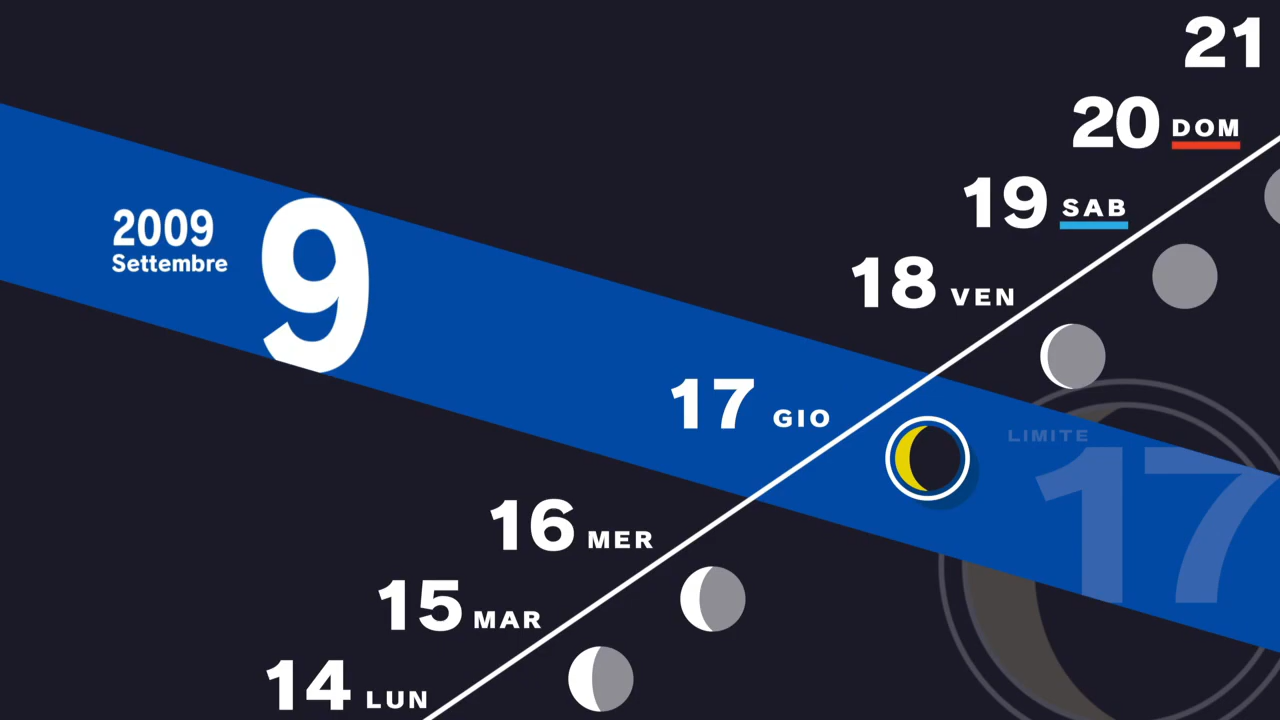 21
20 DOM
19 SAB
18 VEN
2009
Settembre
9
17 GIO
LIMITE
17
16 MER
15 MAR
14 LUN